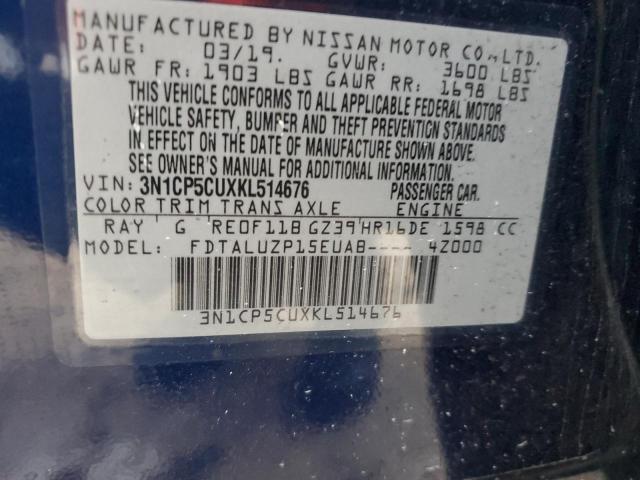 MANUFACTURED BY NISSAN MOTOR CO., LTD.
DATE: 03/19. GVWR: 3600 LBS
GAWR FR: 1903 LBS GAWR RR: 1698 LBS
THIS VEHICLE CONFORMS TO ALL APPLICABLE FEDERAL MOTOR
VEHICLE SAFETY, BUMPER AND THEFT PREVENTION STANDARDS
IN EFFECT ON THE DATE OF MANUFACTURE SHOWN ABOVE.
SEE OWNER'S MANUAL FOR ADDITIONAL INFORMATION.
VIN: 3N1CP5CUXKL514676 PASSENGER CAR.
COLOR TRIM TRANS AXLE ENGINE
RAY G RE0F11B GZ39 HR16DE 1598 CC
MODEL: FDTALUZP15EUAB---- 4Z000
3N1CP5CUXKL514676